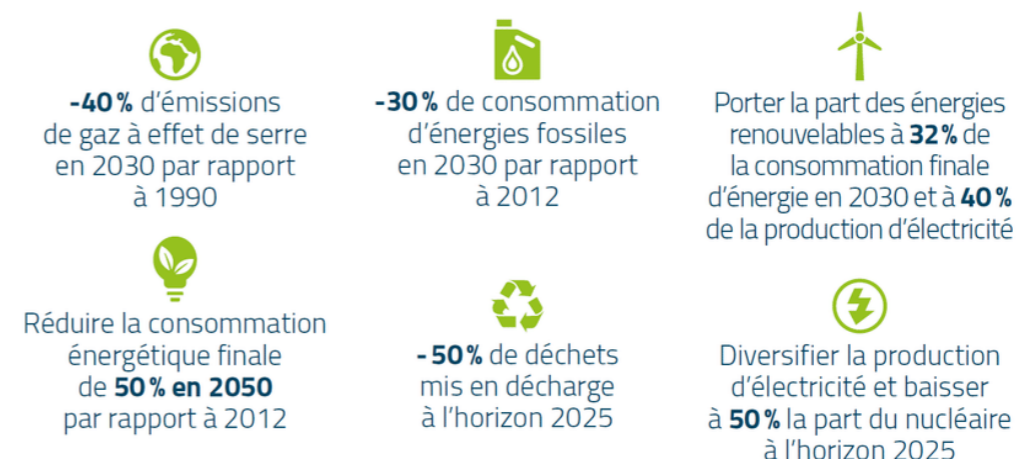 -40 % d'émissions
de gaz à effet de serre
en 2030 par rapport
à 1990
-30 % de consommation
d'énergies fossiles
en 2030 par rapport
à 2012
Porter la part des énergies
renouvelables à 32 % de
la consommation finale
d'énergie en 2030 et à 40 %
de la production d'électricité
Réduire la consommation
énergétique finale
de 50 % en 2050
par rapport à 2012
- 50 % de déchets
mis en décharge
à l'horizon 2025
Diversifier la production
d'électricité et baisser
à 50 % la part du nucléaire
à l'horizon 2025